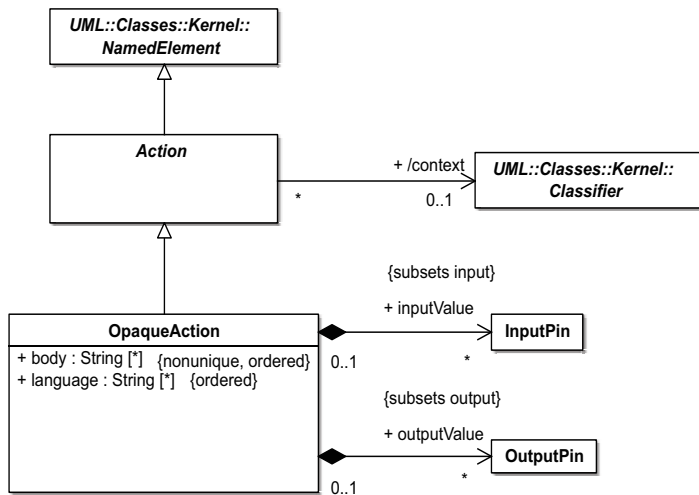 UML::Classes::Kernel::
NamedElement
Action
+ /context
*
0..1
UML::Classes::Kernel::
Classifier
{subsets input}
OpaqueAction
+ inputValue
InputPin
+ body : String [*] {nonunique, ordered}
0..1
*
+ language : String [*] {ordered}
{subsets output}
+ outputValue
OutputPin
0..1
*